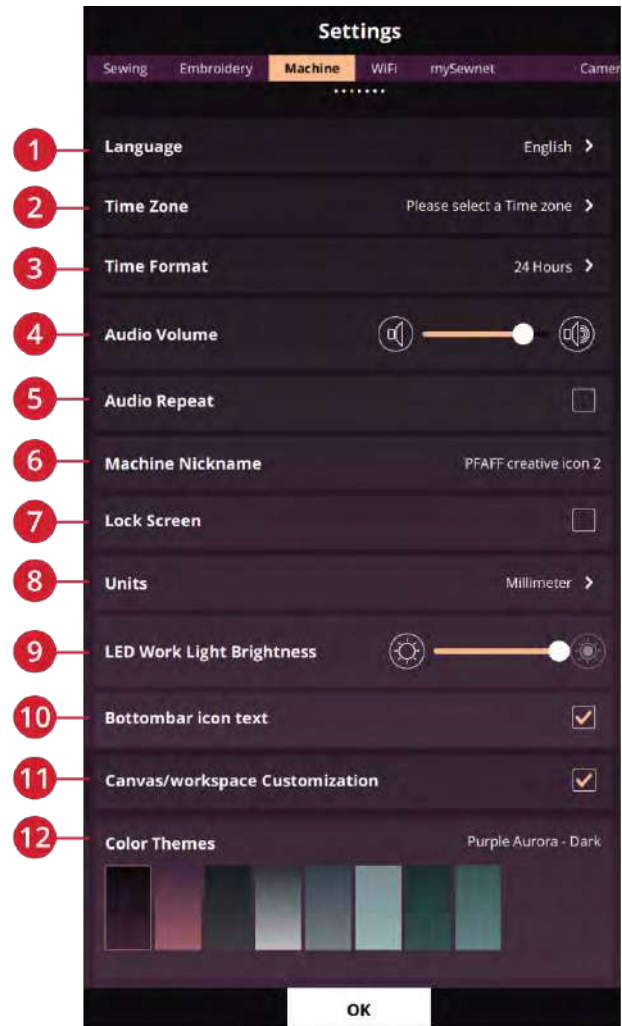 Settings
Sewing Embroidery Machine WiFi mySewnet Camer
1 Language English >
2 Time Zone Please select a Time zone >
3 Time Format 24 Hours >
4 Audio Volume
5 Audio Repeat
6 Machine Nickname PFAFF creative icon 2
7 Lock Screen
8 Units Millimeter >
9 LED Work Light Brightness
10 Bottombar icon text
11 Canvas/workspace Customization
12 Color Themes Purple Aurora - Dark
OK